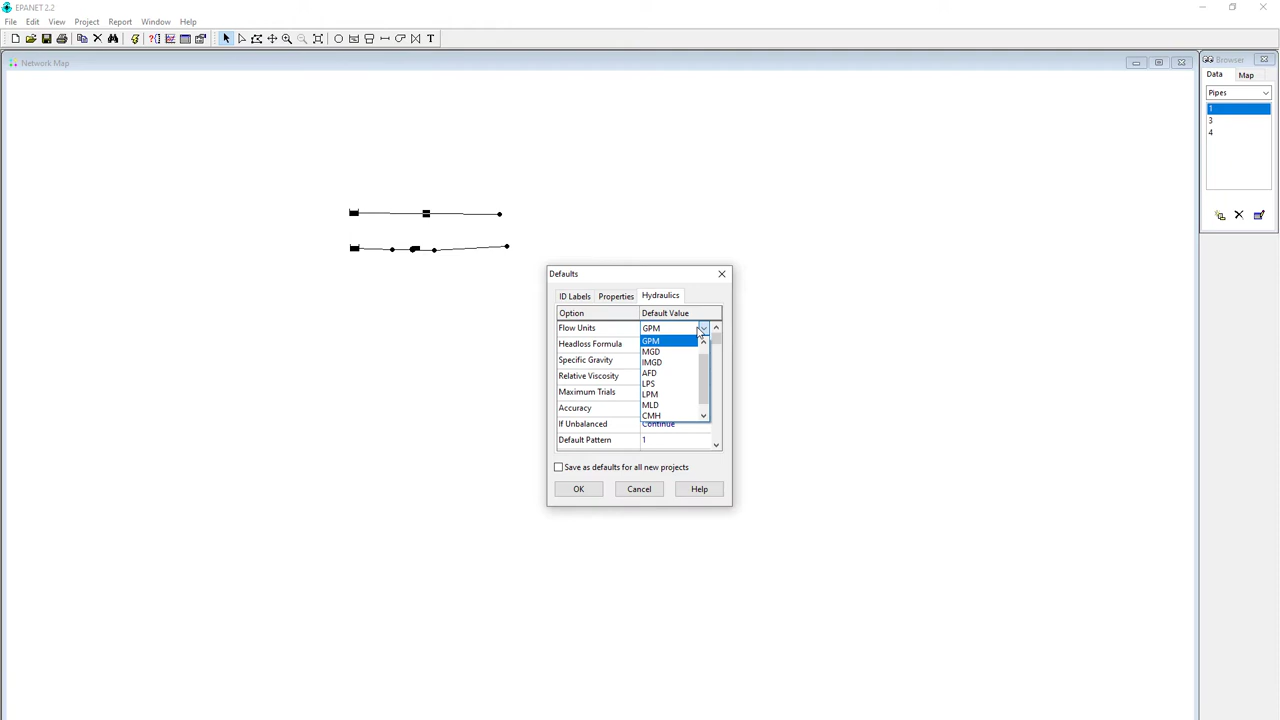 EPANET 2.2
File Edit View Project Report Window Help
T
Network Map
Browser
Data Map
Pipes
1
3
4
Defaults
ID Labels Properties Hydraulics
Option Default Value
Flow Units GPM
Headloss Formula GPM
MGD
Specific Gravity IMGD
Relative Viscosity AFD
LPS
Maximum Trials LPM
Accuracy MLD
CMH
If Unbalanced Continue
Default Pattern 1
Save as defaults for all new projects
OK Cancel Help